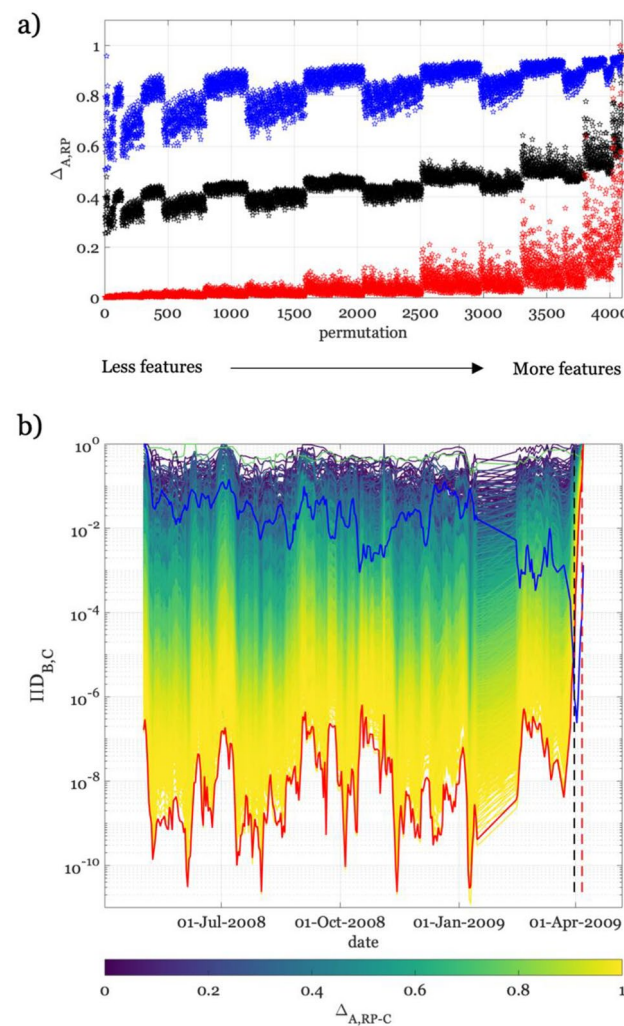 a)
1
0.8
0.6
0.4
0.2
0
Δ_A,RP
0 500 1000 1500 2000 2500 3000 3500 4000
permutation
Less features More features
b)
10^0
10^-2
10^-4
10^-6
10^-8
10^-10
IID_B,C
01-Jul-2008 01-Oct-2008 01-Jan-2009 01-Apr-2009
date
0 0.2 0.4 0.6 0.8 1
Δ_A,RP-C